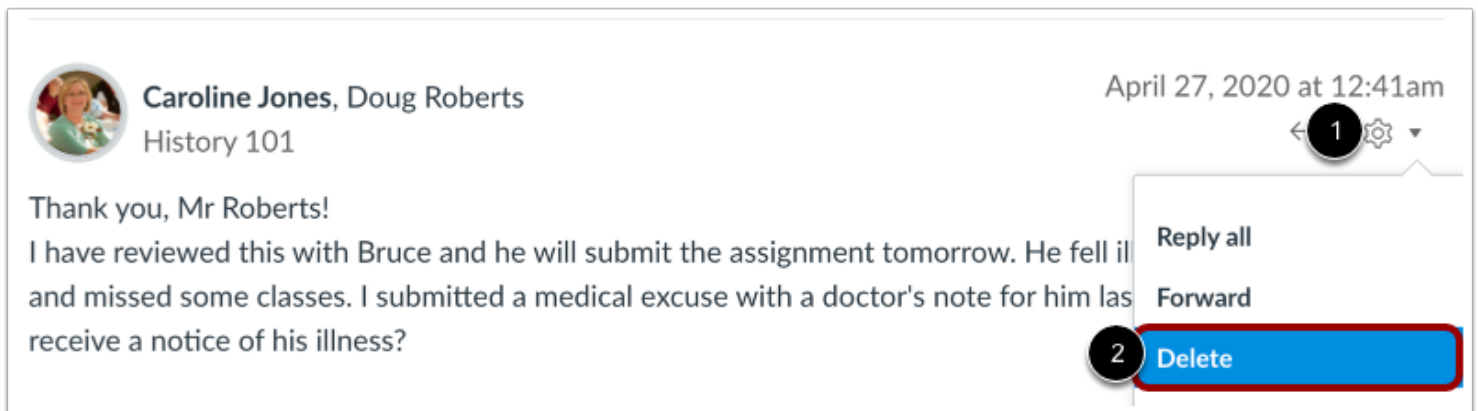 Caroline Jones, Doug Roberts
April 27, 2020 at 12:41am
History 101
1
Thank you, Mr Roberts!
I have reviewed this with Bruce and he will submit the assignment tomorrow. He fell
and missed some classes. I submitted a medical excuse with a doctor's note for him
receive a notice of his illness?
Reply all
Forward
2
Delete